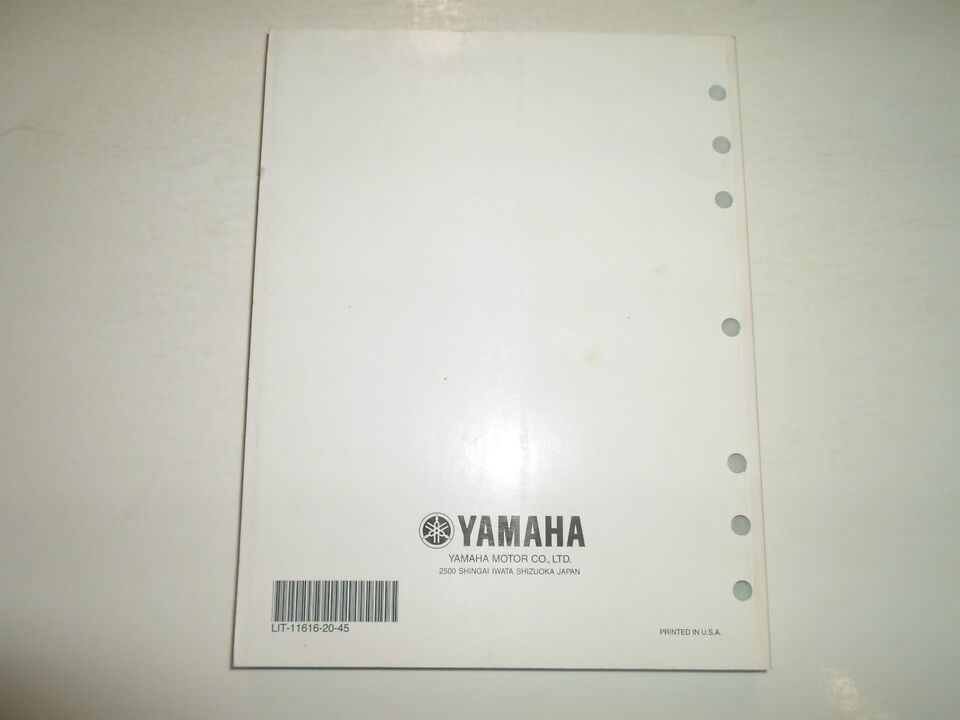 YAMAHA
YAMAHA MOTOR CO., LTD.
2500 SHINGAI IWATA SHIZUOKA JAPAN
LIT-11616-20-45
PRINTED IN U.S.A.